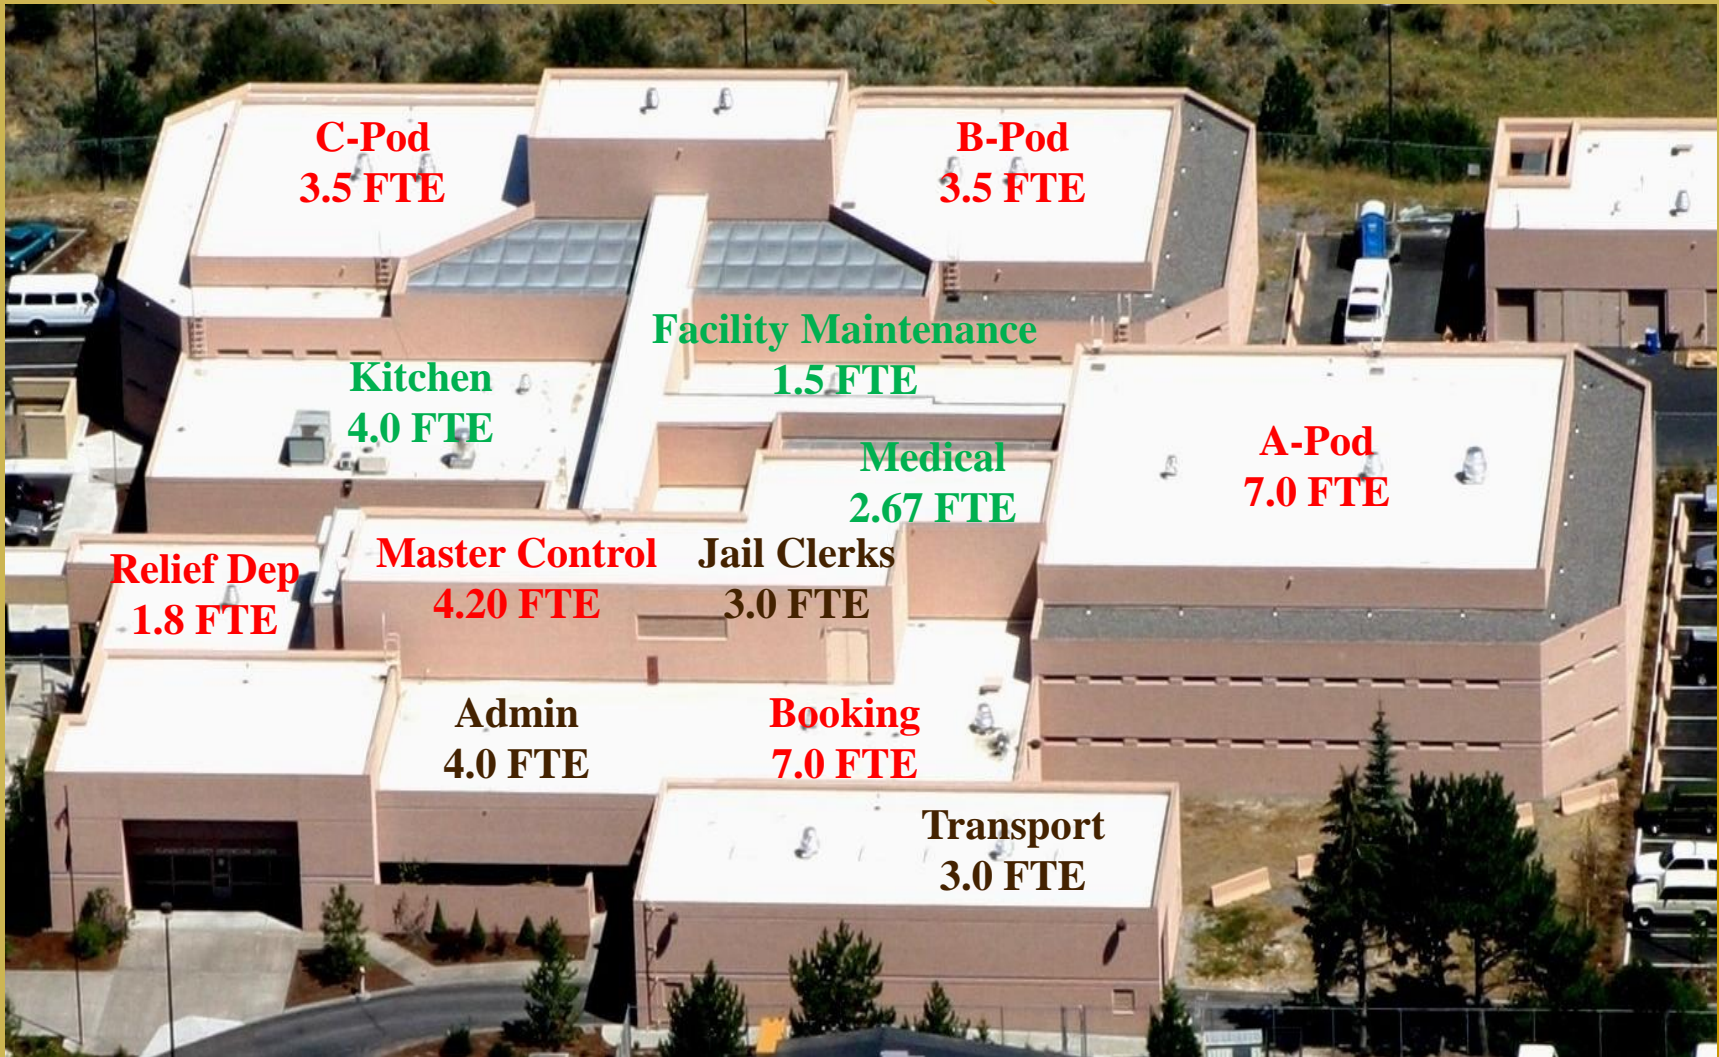 C-Pod
3.5 FTE
B-Pod
3.5 FTE
Facility Maintenance
1.5 FTE
Kitchen
4.0 FTE
A-Pod
7.0 FTE
Medical
2.67 FTE
Relief Dep
1.8 FTE
Master Control
4.20 FTE
Jail Clerks
3.0 FTE
Admin
4.0 FTE
Booking
7.0 FTE
Transport
3.0 FTE